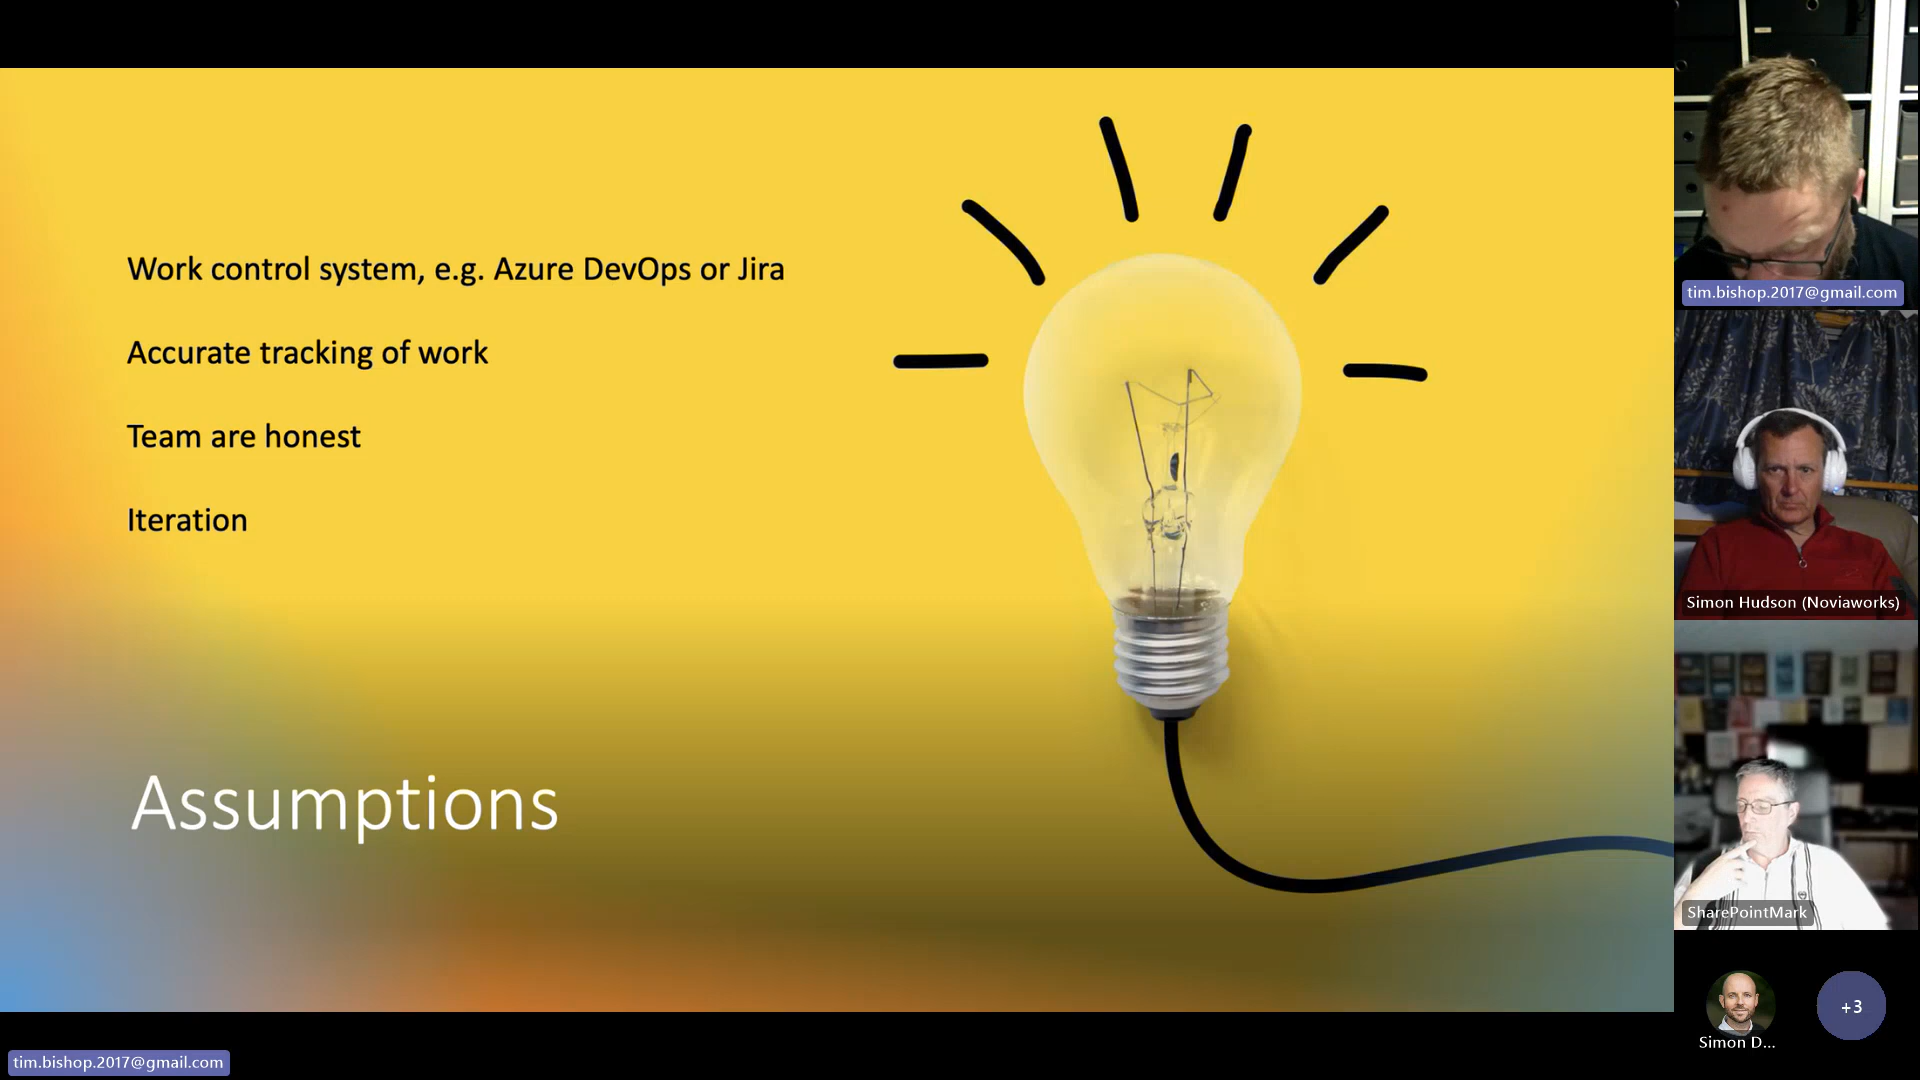 Work control system, e.g. Azure DevOps or Jira
Accurate tracking of work
Team are honest
Iteration
Assumptions
tim.bishop.2017@gmail.com
Simon Hudson (Noviaworks)
SharePointMark
Simon D...
+3
tim.bishop.2017@gmail.com